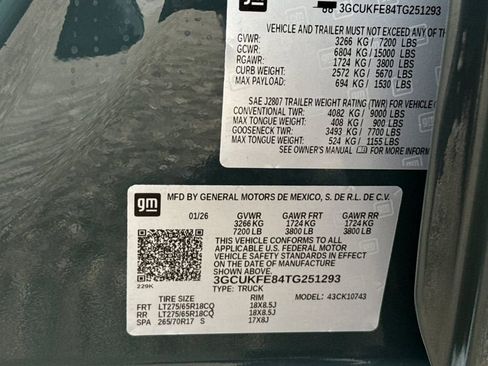 gm
3GCUKFE84TG251293
VEHICLE AND TRAILER MUST NOT EXCEED ANY OF TH
GVWR: 3266 KG / 7200 LBS
GCWR: 6804 KG / 15000 LBS
RGAWR: 1724 KG / 3800 LBS
CURB WEIGHT: 2572 KG / 5670 LBS
MAX PAYLOAD: 694 KG / 1530 LBS
SAE J2807 TRAILER WEIGHT RATING (TWR) FOR VEHICLE
CONVENTIONAL TWR: 4082 KG / 9000 LBS
MAX TONGUE WEIGHT: 408 KG / 900 LBS
GOOSENECK TWR: 3493 KG / 7700 LBS
MAX TONGUE WEIGHT: 524 KG / 1155 LBS
SEE OWNER'S MANUAL
gm
MFD BY GENERAL MOTORS DE MEXICO, S. DE R.L. DE C.V.
01/26 GVWR GAWR FRT GAWR RR
3266 KG 1724 KG 1724 KG
7200 LB 3800 LB 3800 LB
THIS VEHICLE CONFORMS TO ALL
APPLICABLE U.S. FEDERAL MOTOR
VEHICLE SAFETY STANDARDS IN
EFFECT ON THE DATE OF
MANUFACTURE SHOWN ABOVE.
3GCUKFE84TG251293
229K TYPE: TRUCK
TIRE SIZE RIM MODEL: 43CK10743
FRT LT275/65R18CQ 18X8.5J
RR LT275/65R18CQ 18X8.5J
SPA 265/70R17 S 17X8J